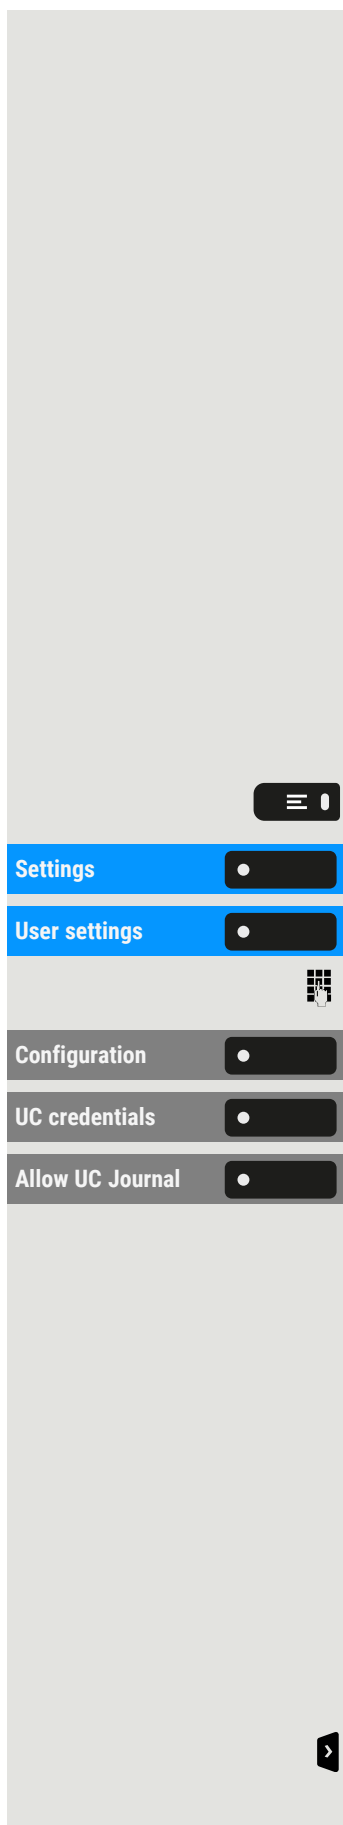 Settings
User settings
Configuration
UC credentials
Allow UC Journal